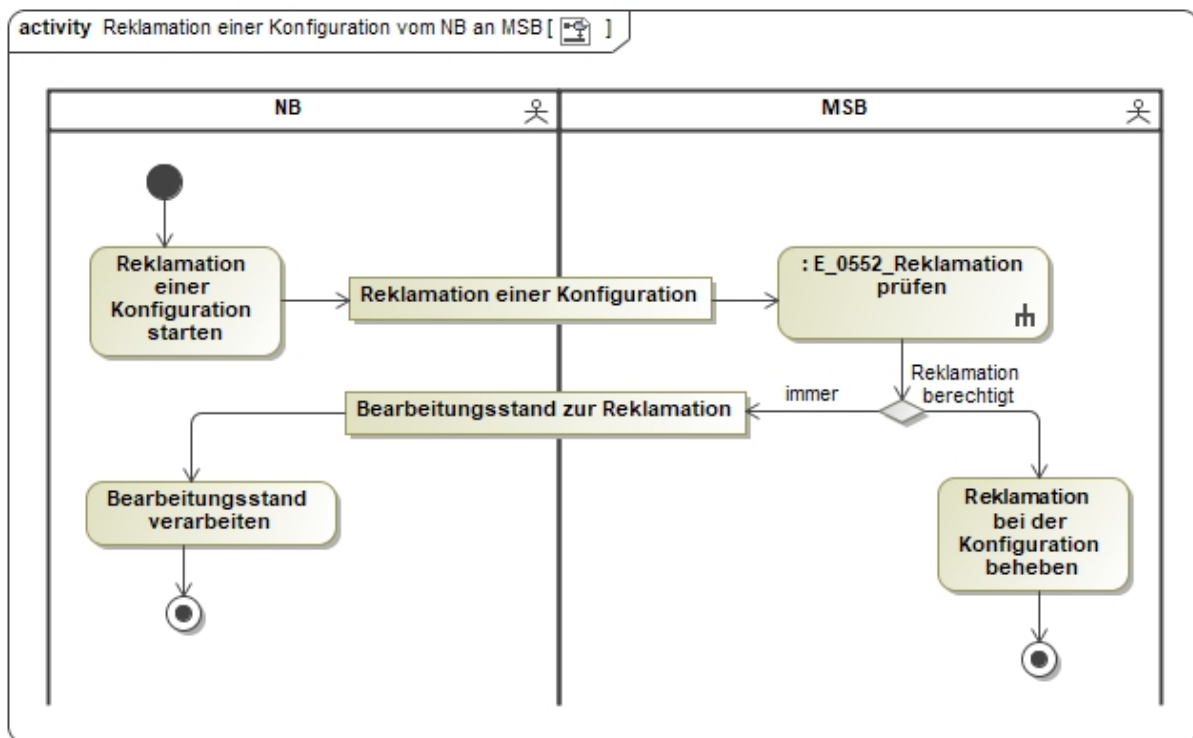 activity Reklamation einer Konfiguration vom NB an MSB [ ]
NB
MSB
Reklamation
einer
Konfiguration
starten
Reklamation einer Konfiguration
: E_0552_Reklamation
prüfen
Reklamation
berechtigt
immer
Bearbeitungsstand zur Reklamation
Bearbeitungsstand
verarbeiten
Reklamation
bei der
Konfiguration
beheben